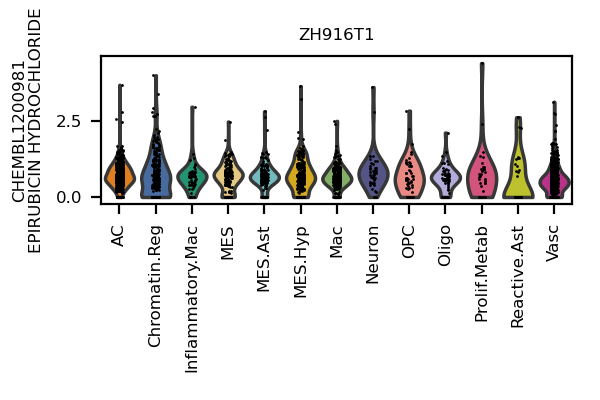 ZH916T1
CHEMBL1200981
EPIRUBICIN HYDROCHLORIDE
2.5
0.0
AC
Chromatin.Reg
Inflammatory.Mac
MES
MES.Ast
MES.Hyp
Mac
Neuron
OPC
Oligo
Prolif.Metab
Reactive.Ast
Vasc